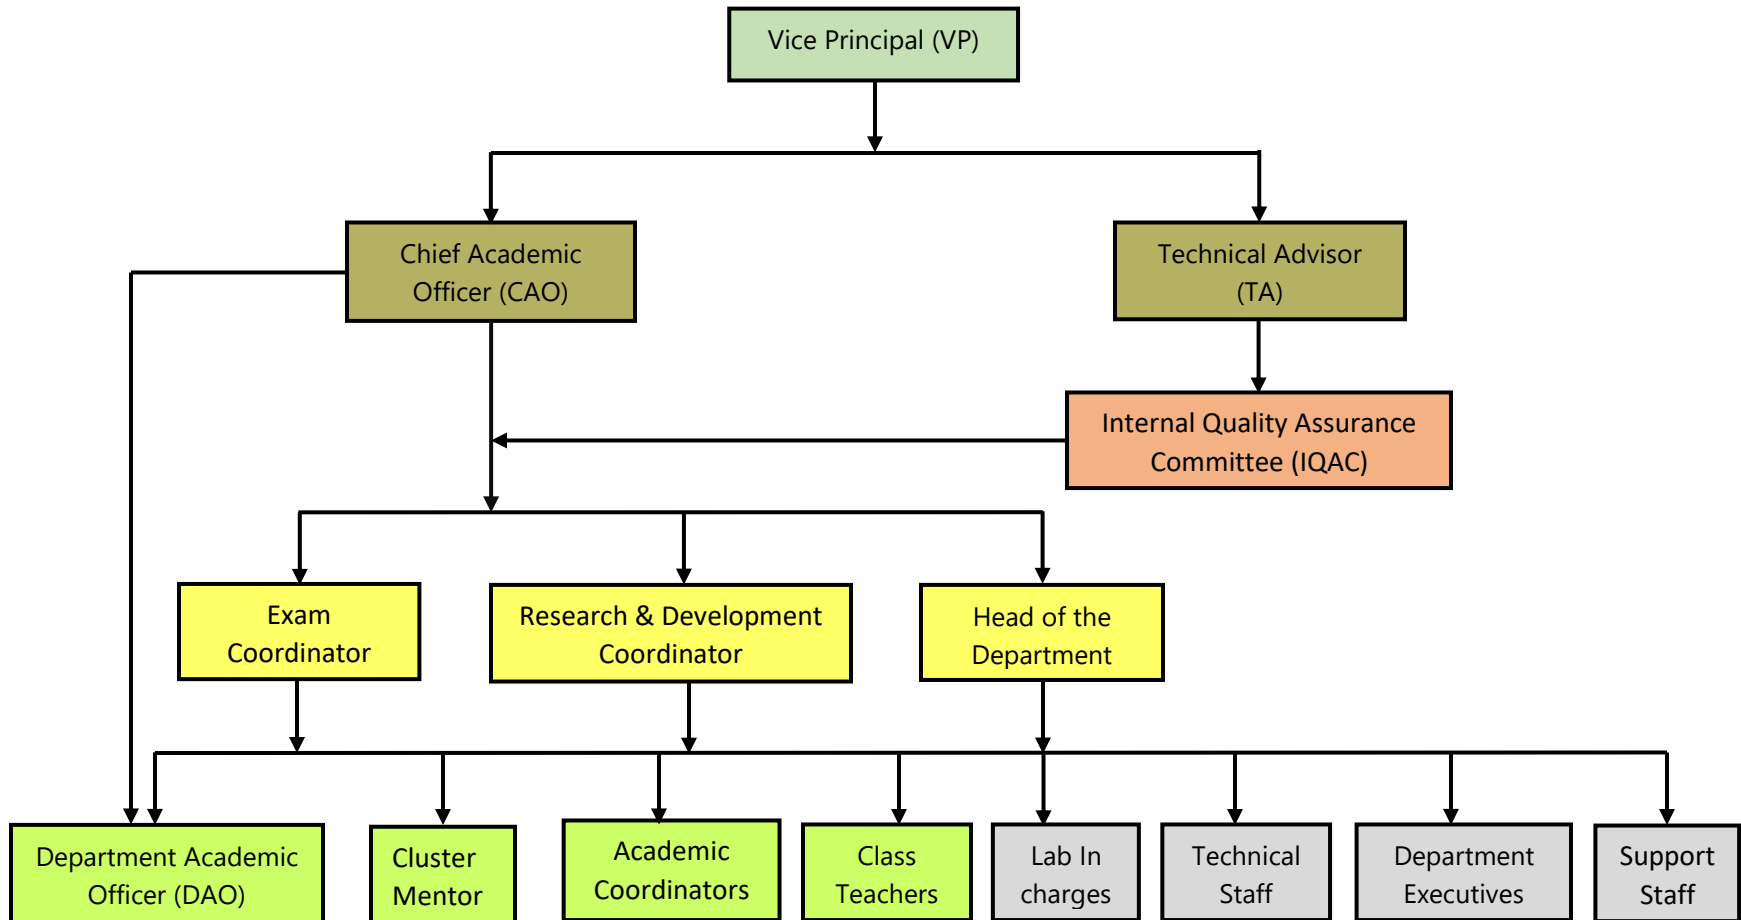 Vice Principal (VP)
Chief Academic
Officer (CAO)
Technical Advisor
(TA)
Internal Quality Assurance
Committee (IQAC)
Exam
Coordinator
Research & Development
Coordinator
Head of the
Department
Department Academic
Officer (DAO)
Cluster
Mentor
Academic
Coordinators
Class
Teachers
Lab In
charges
Technical
Staff
Department
Executives
Support
Staff